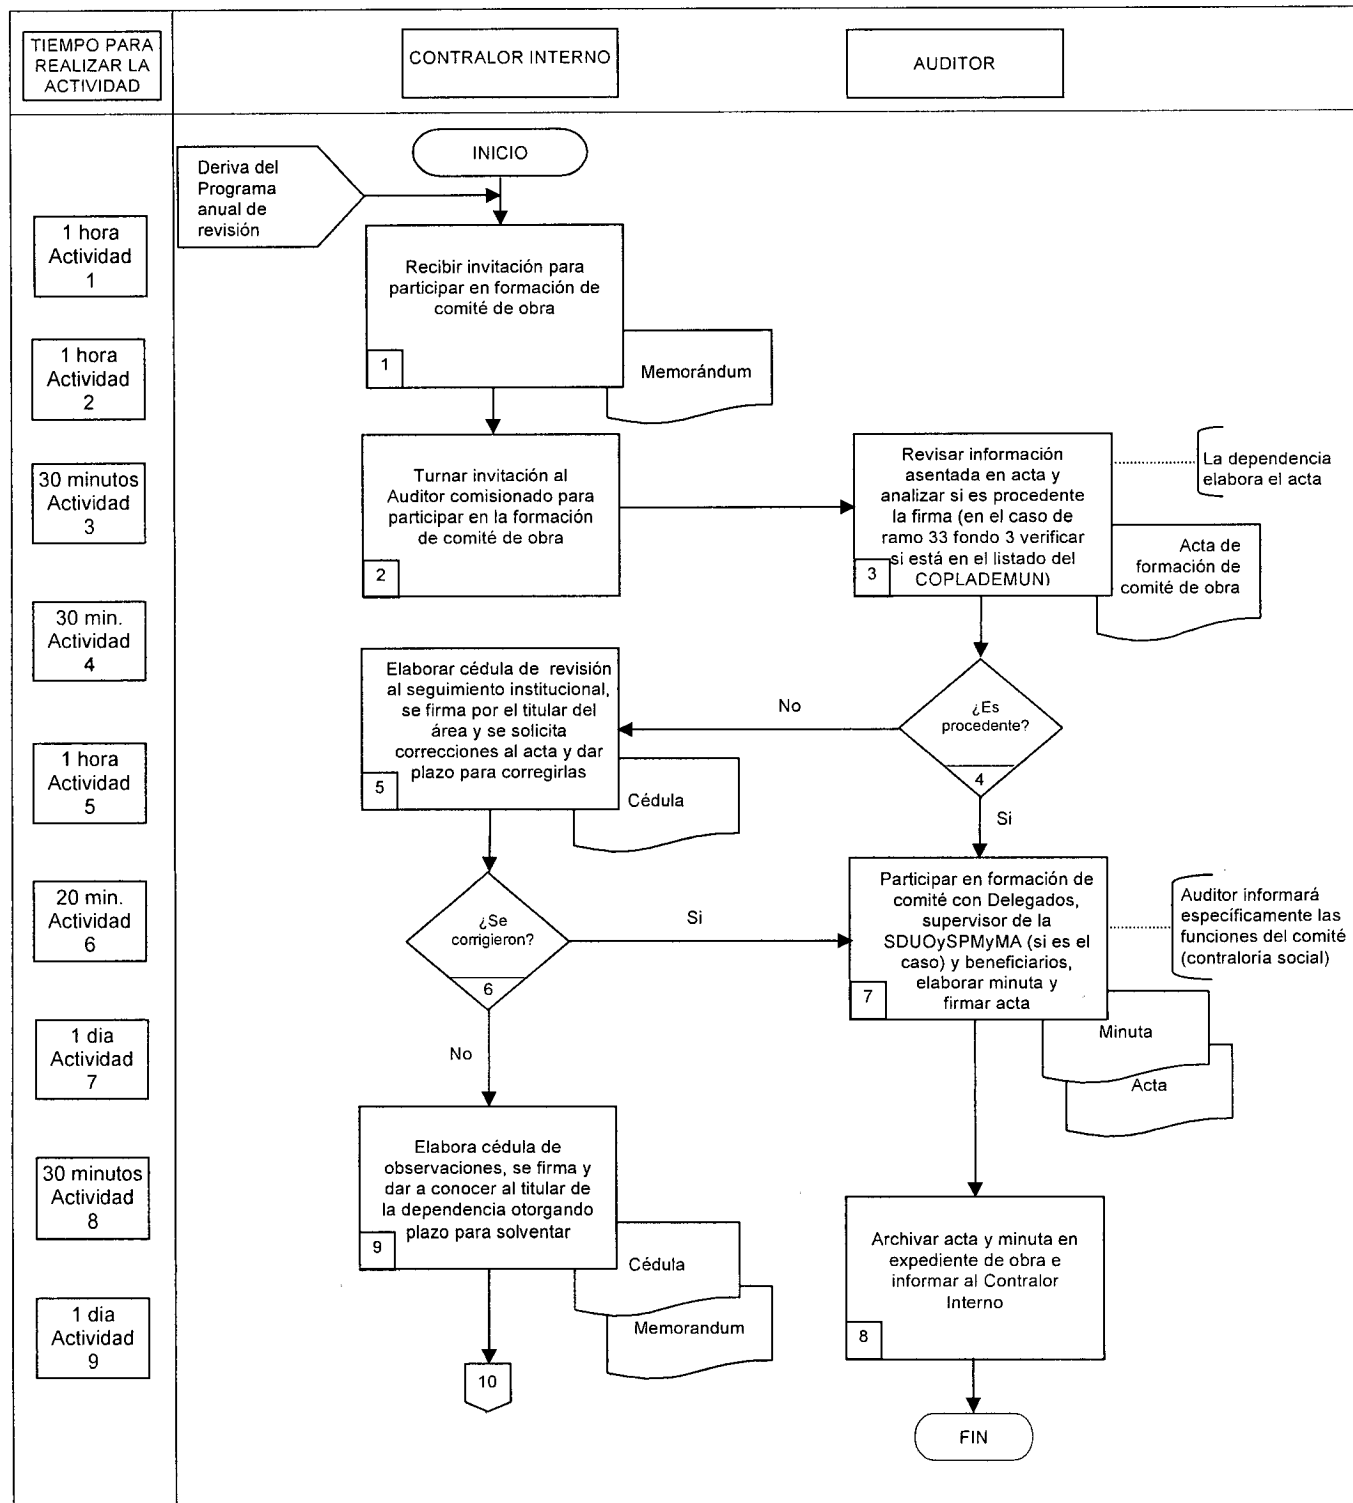 TIEMPO PARA
REALIZAR LA
ACTIVIDAD
CONTRALOR INTERNO
AUDITOR
INICIO
Deriva del
Programa
anual de
revisión
1 hora
Actividad
1
Recibir invitación para
participar en formación de
comité de obra
1
Memorándum
1 hora
Actividad
2
Turnar invitación al
Auditor comisionado para
participar en la formación
de comité de obra
2
Revisar información
asentada en acta y
analizar si es procedente
la firma (en el caso de
ramo 33 fondo 3 verificar
si está en el listado del
COPLADEMUN)
3
La dependencia
elabora el acta
Acta de
formación de
comité de obra
30 minutos
Actividad
3
30 min.
Actividad
4
Elaborar cédula de revisión
al seguimiento institucional,
se firma por el titular del
área y se solicita
correcciones al acta y dar
plazo para corregirlas
5
Cédula
No
¿Es
procedente?
4
Si
1 hora
Actividad
5
20 min.
Actividad
6
¿Se
corrigieron?
6
Si
Participar en formación de
comité con Delegados,
supervisor de la
SDUOySPMyMA (si es el
caso) y beneficiarios,
elaborar minuta y
firmar acta
7
Auditor informará
específicamente las
funciones del comité
(contraloría social)
Minuta
Acta
1 dia
Actividad
7
No
Elabora cédula de
observaciones, se firma y
dar a conocer al titular de
la dependencia otorgando
plazo para solventar
9
Cédula
Memorandum
30 minutos
Actividad
8
Archivar acta y minuta en
expediente de obra e
informar al Contralor
Interno
8
1 dia
Actividad
9
10
FIN